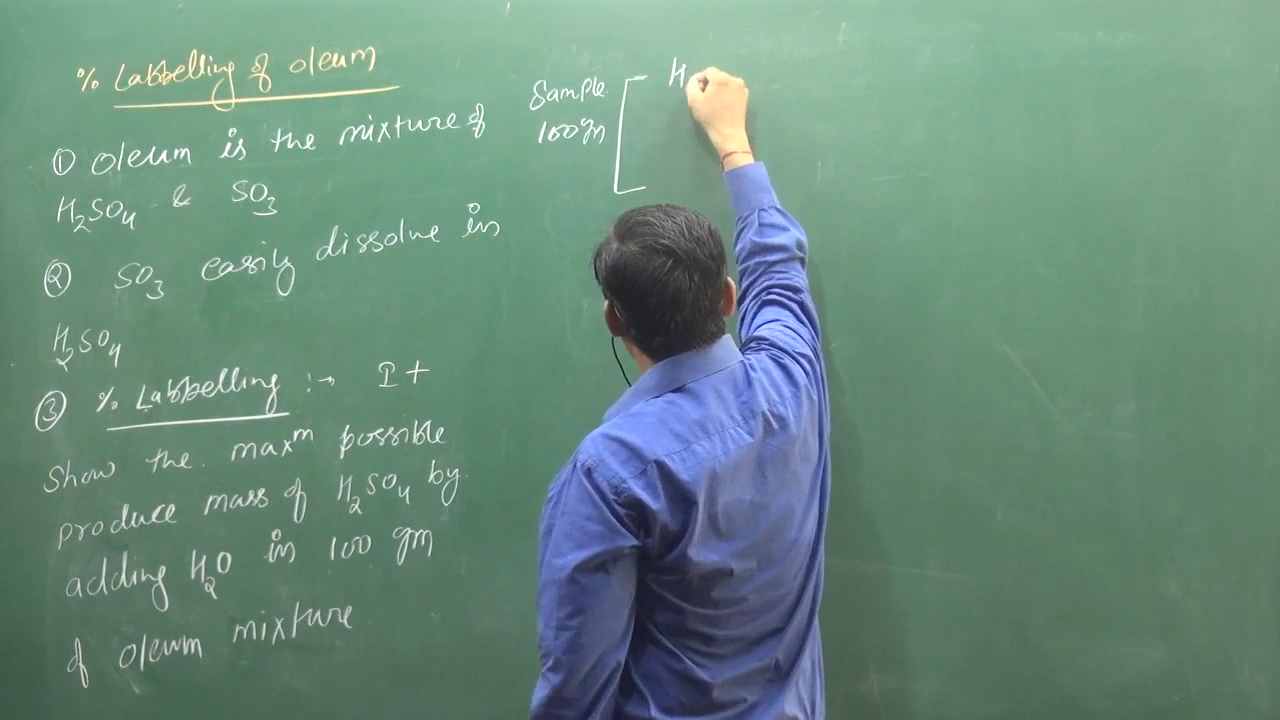 % Labbelling of oleum
① Oleum is the mixture of
H₂SO₄ & SO₃
② SO₃ easily dissolve in
H₂SO₄
③ % Labbelling :→ It
Show the maxᵐ possible
produce mass of H₂SO₄ by
adding H₂O in 100 gm
of oleum mixture
Sample
100gm
H